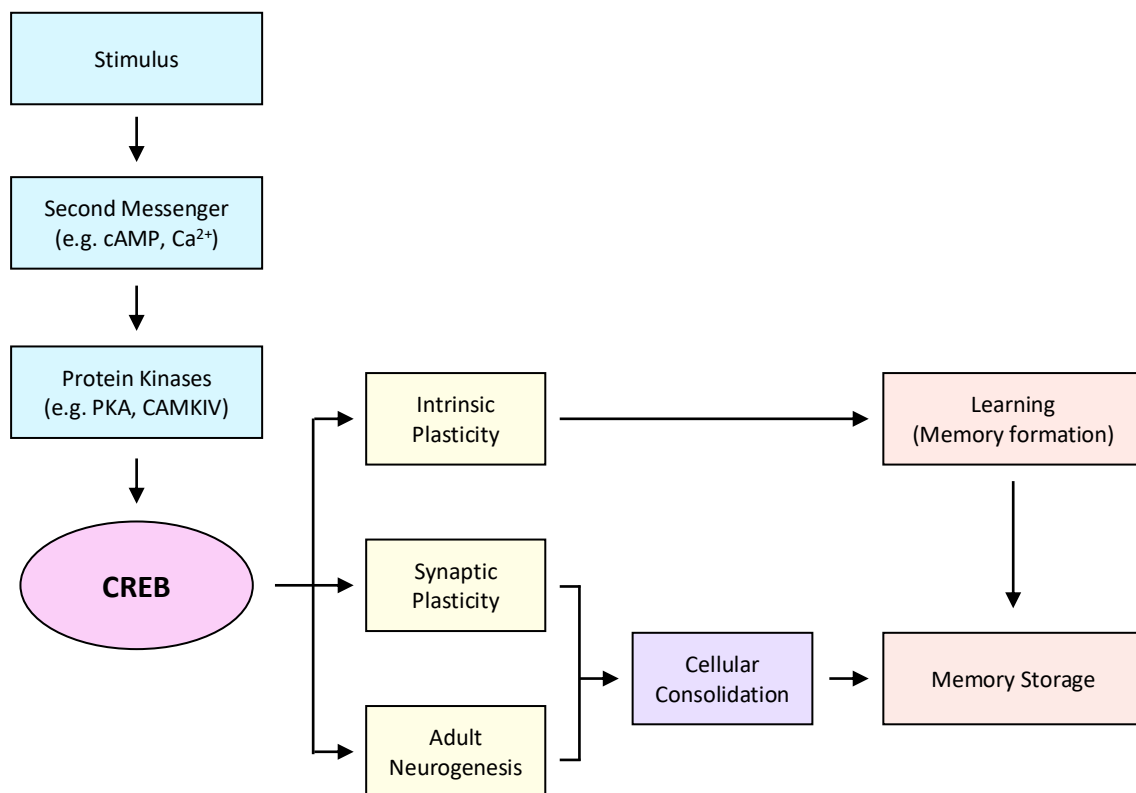 Stimulus
Second Messenger
(e.g. cAMP, Ca²⁺)
Protein Kinases
(e.g. PKA, CAMKIV)
CREB
Intrinsic
Plasticity
Synaptic
Plasticity
Adult
Neurogenesis
Cellular
Consolidation
Learning
(Memory formation)
Memory Storage